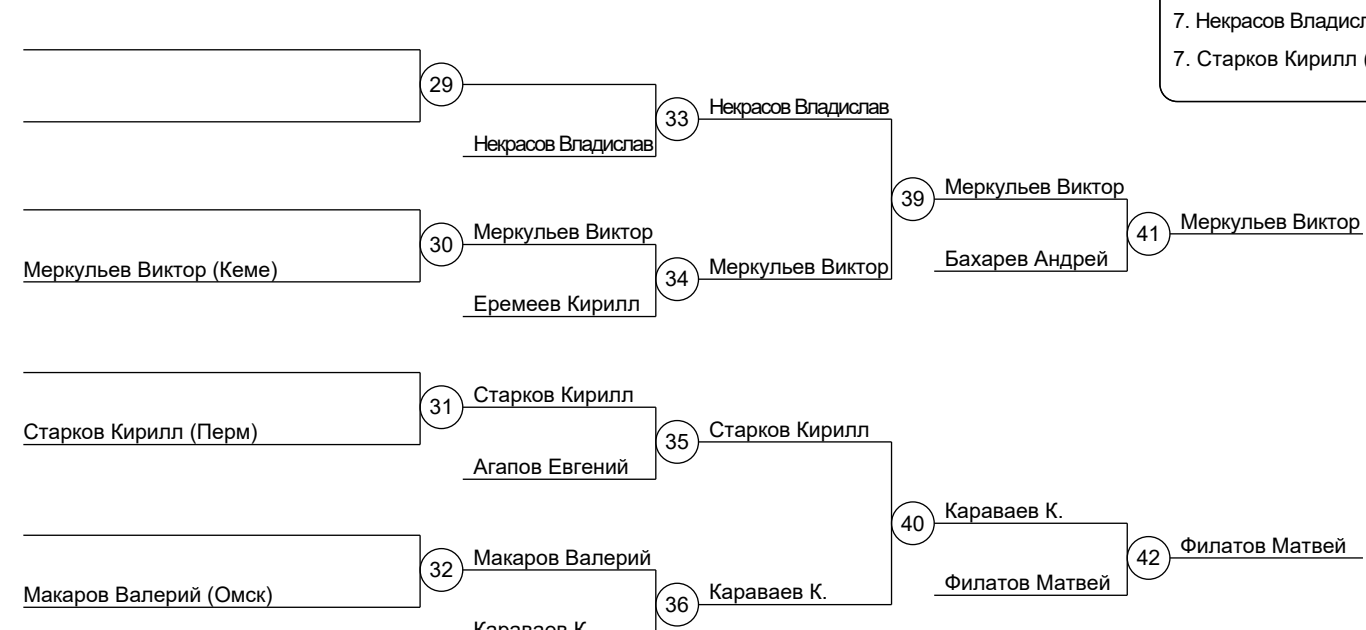 7. Некрасов Владисл
7. Старков Кирилл (
29
Некрасов Владислав
33
Некрасов Владислав
39
Меркульев Виктор
Бахарев Андрей
41
Меркульев Виктор
30
Меркульев Виктор (Кеме)
Меркульев Виктор
34
Меркульев Виктор
Еремеев Кирилл
31
Старков Кирилл
Старков Кирилл (Перм)
35
Старков Кирилл
Агапов Евгений
40
Караваев К.
Филатов Матвей
42
Филатов Матвей
32
Макаров Валерий
Макаров Валерий (Омск)
36
Караваев К.
Караваев К.